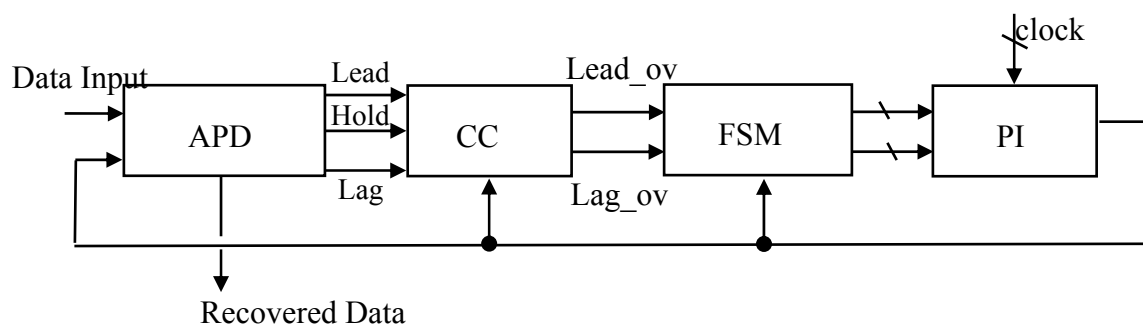 clock
Data Input
Lead
Lead_ov
Hold
APD
CC
FSM
PI
Lag
Lag_ov
Recovered Data